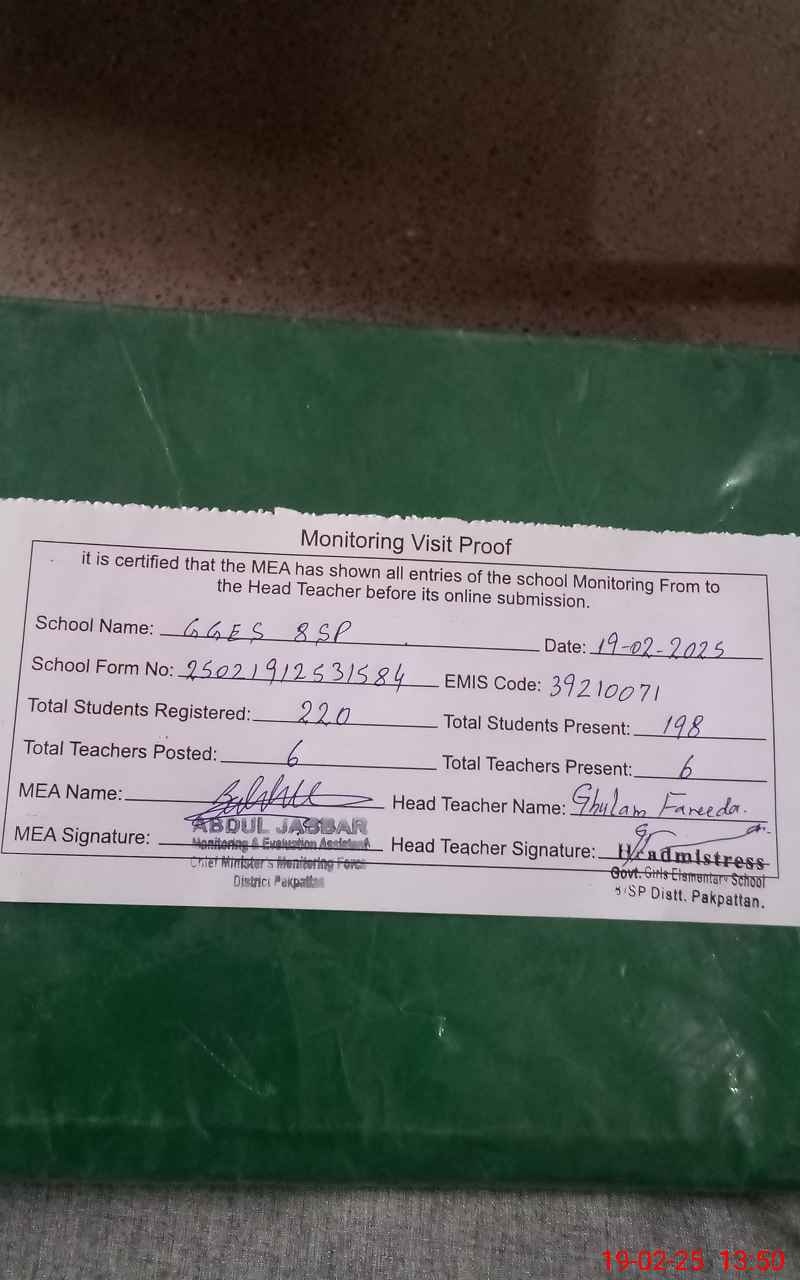 Monitoring Visit Proof
it is certified that the MEA has shown all entries of the school Monitoring From to
the Head Teacher before its online submission.
School Name: GGES 8SP Date: 19-02-2025
School Form No: 25021912531584 EMIS Code: 39210071
Total Students Registered: 220 Total Students Present: 198
Total Teachers Posted: 6 Total Teachers Present: 6
MEA Name: Head Teacher Name: Ghulam Fareeda.
MEA Signature: Head Teacher Signature:
ABDUL JABBAR
Monitoring & Evaluation Assistant
Chief Minister's Monitoring Force
District Pakpattan
Headmistress
Govt. Girls Elementary School
8/SP Distt. Pakpattan.
19-02-25 13:50